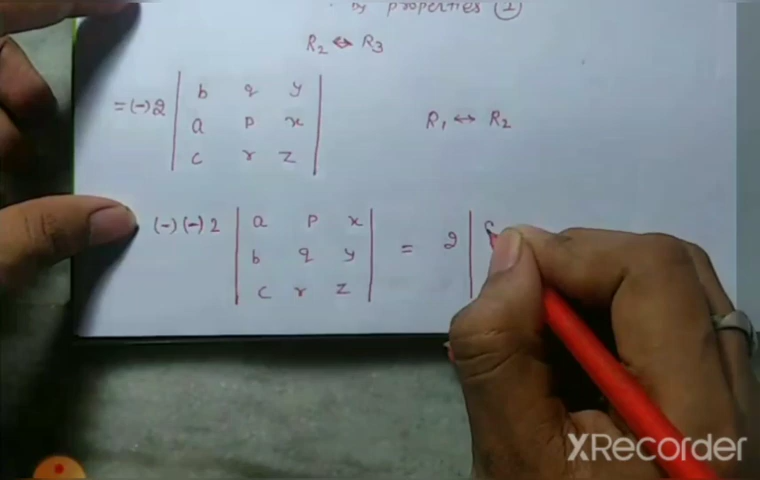 By properties (1)
R2 ↔ R3
= (-) 2 | b q y |
| a p x |
| c r z |
R1 ↔ R2
(-) (-) 2 | a p x | = 2 |
| b q y |
| c r z |
XRecorder